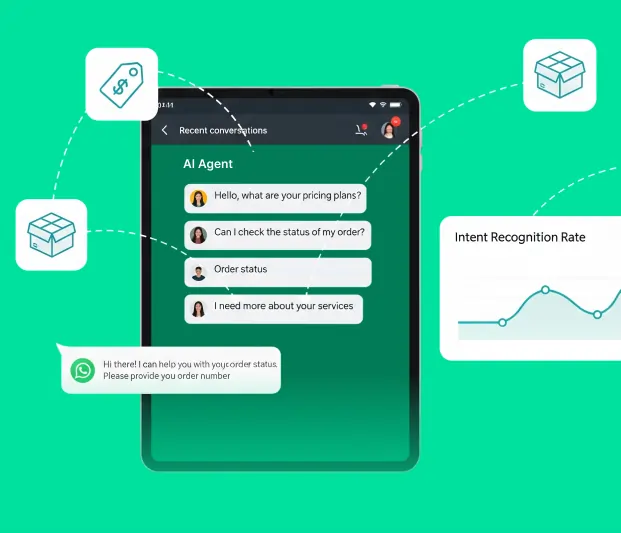 Recent conversations
AI Agent
Hello, what are your pricing plans?
Can I check the status of my order?
Order status
I need more about your services
Hi there! I can help you with your order status.
Please provide you order number
Intent Recognition Rate
$